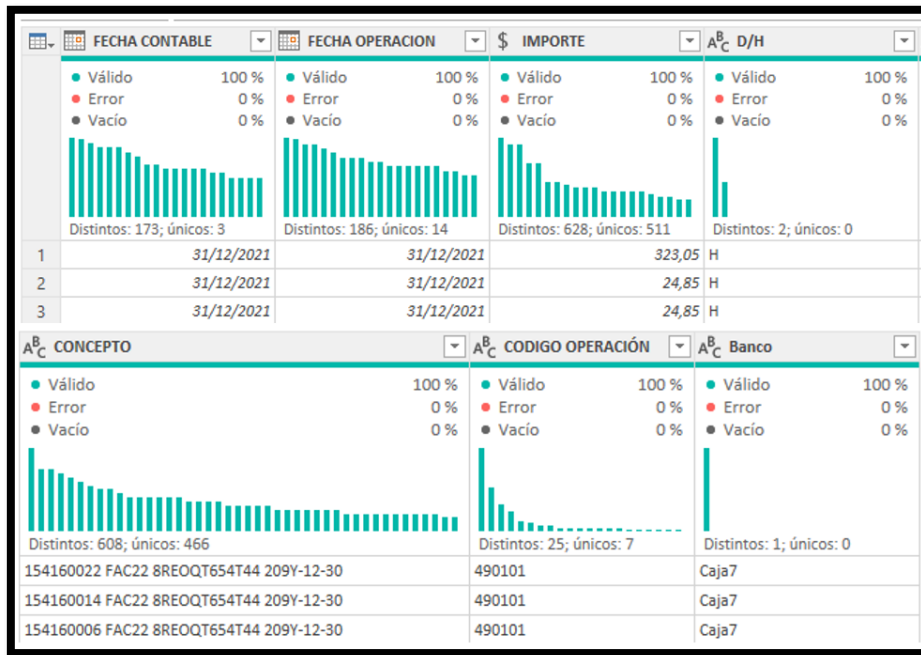 FECHA CONTABLE FECHA OPERACION $ IMPORTE ABC D/H
Válido 100 % Válido 100 % Válido 100 % Válido 100 %
Error 0 % Error 0 % Error 0 % Error 0 %
Vacío 0 % Vacío 0 % Vacío 0 % Vacío 0 %
Distintos: 173; únicos: 3 Distintos: 186; únicos: 14 Distintos: 628; únicos: 511 Distintos: 2; únicos: 0
1 31/12/2021 31/12/2021 323,05 H
2 31/12/2021 31/12/2021 24,85 H
3 31/12/2021 31/12/2021 24,85 H
ABC CONCEPTO ABC CODIGO OPERACIÓN ABC Banco
Válido 100 % Válido 100 % Válido 100 %
Error 0 % Error 0 % Error 0 %
Vacío 0 % Vacío 0 % Vacío 0 %
Distintos: 608; únicos: 466 Distintos: 25; únicos: 7 Distintos: 1; únicos: 0
154160022 FAC22 8REOQT654T44 209Y-12-30 490101 Caja7
154160014 FAC22 8REOQT654T44 209Y-12-30 490101 Caja7
154160006 FAC22 8REOQT654T44 209Y-12-30 490101 Caja7